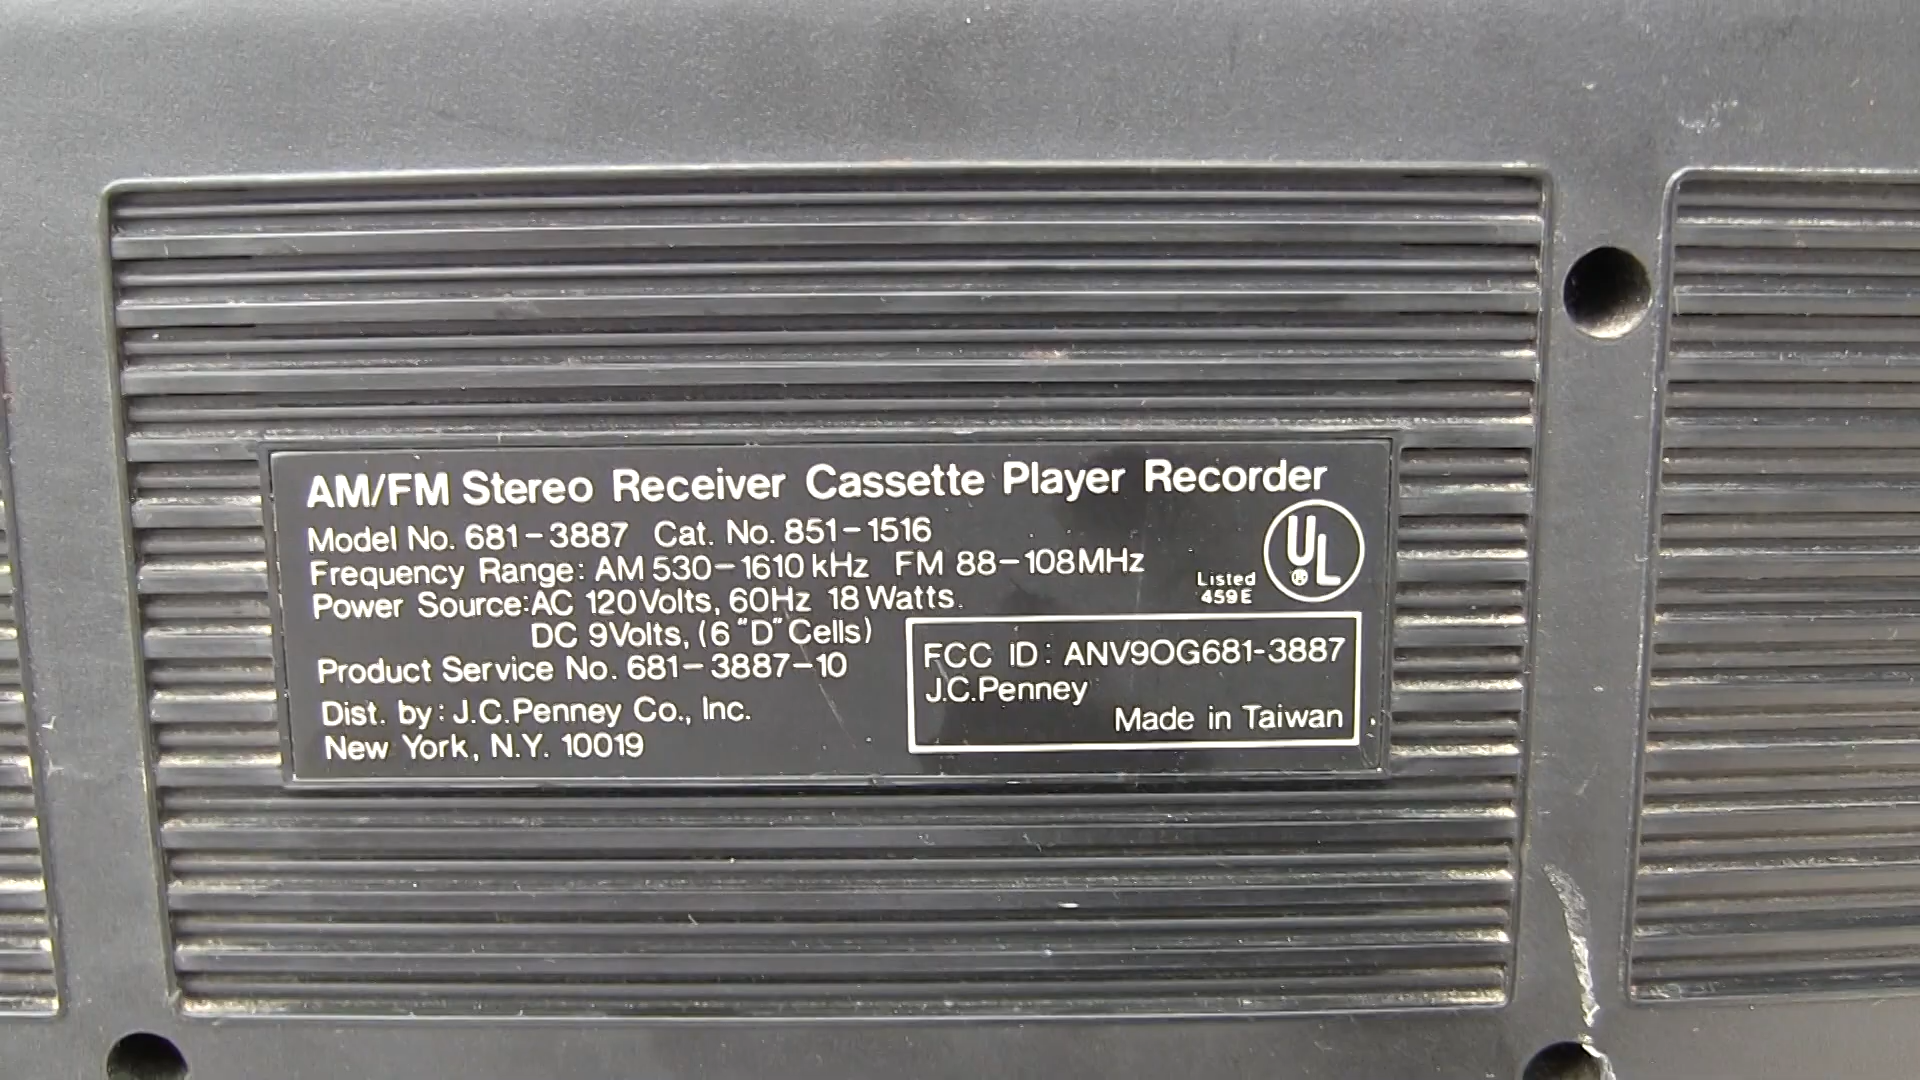 AM/FM Stereo Receiver Cassette Player Recorder
Model No. 681-3887 Cat. No. 851-1516
Frequency Range: AM 530-1610 kHz FM 88-108MHz
Power Source: AC 120Volts, 60Hz 18 Watts.
DC 9Volts, (6 "D" Cells)
Product Service No. 681-3887-10
Dist. by: J.C.Penney Co., Inc.
New York, N.Y. 10019
UL ®
Listed
459E
FCC ID: ANV9OG681-3887
J.C.Penney
Made in Taiwan